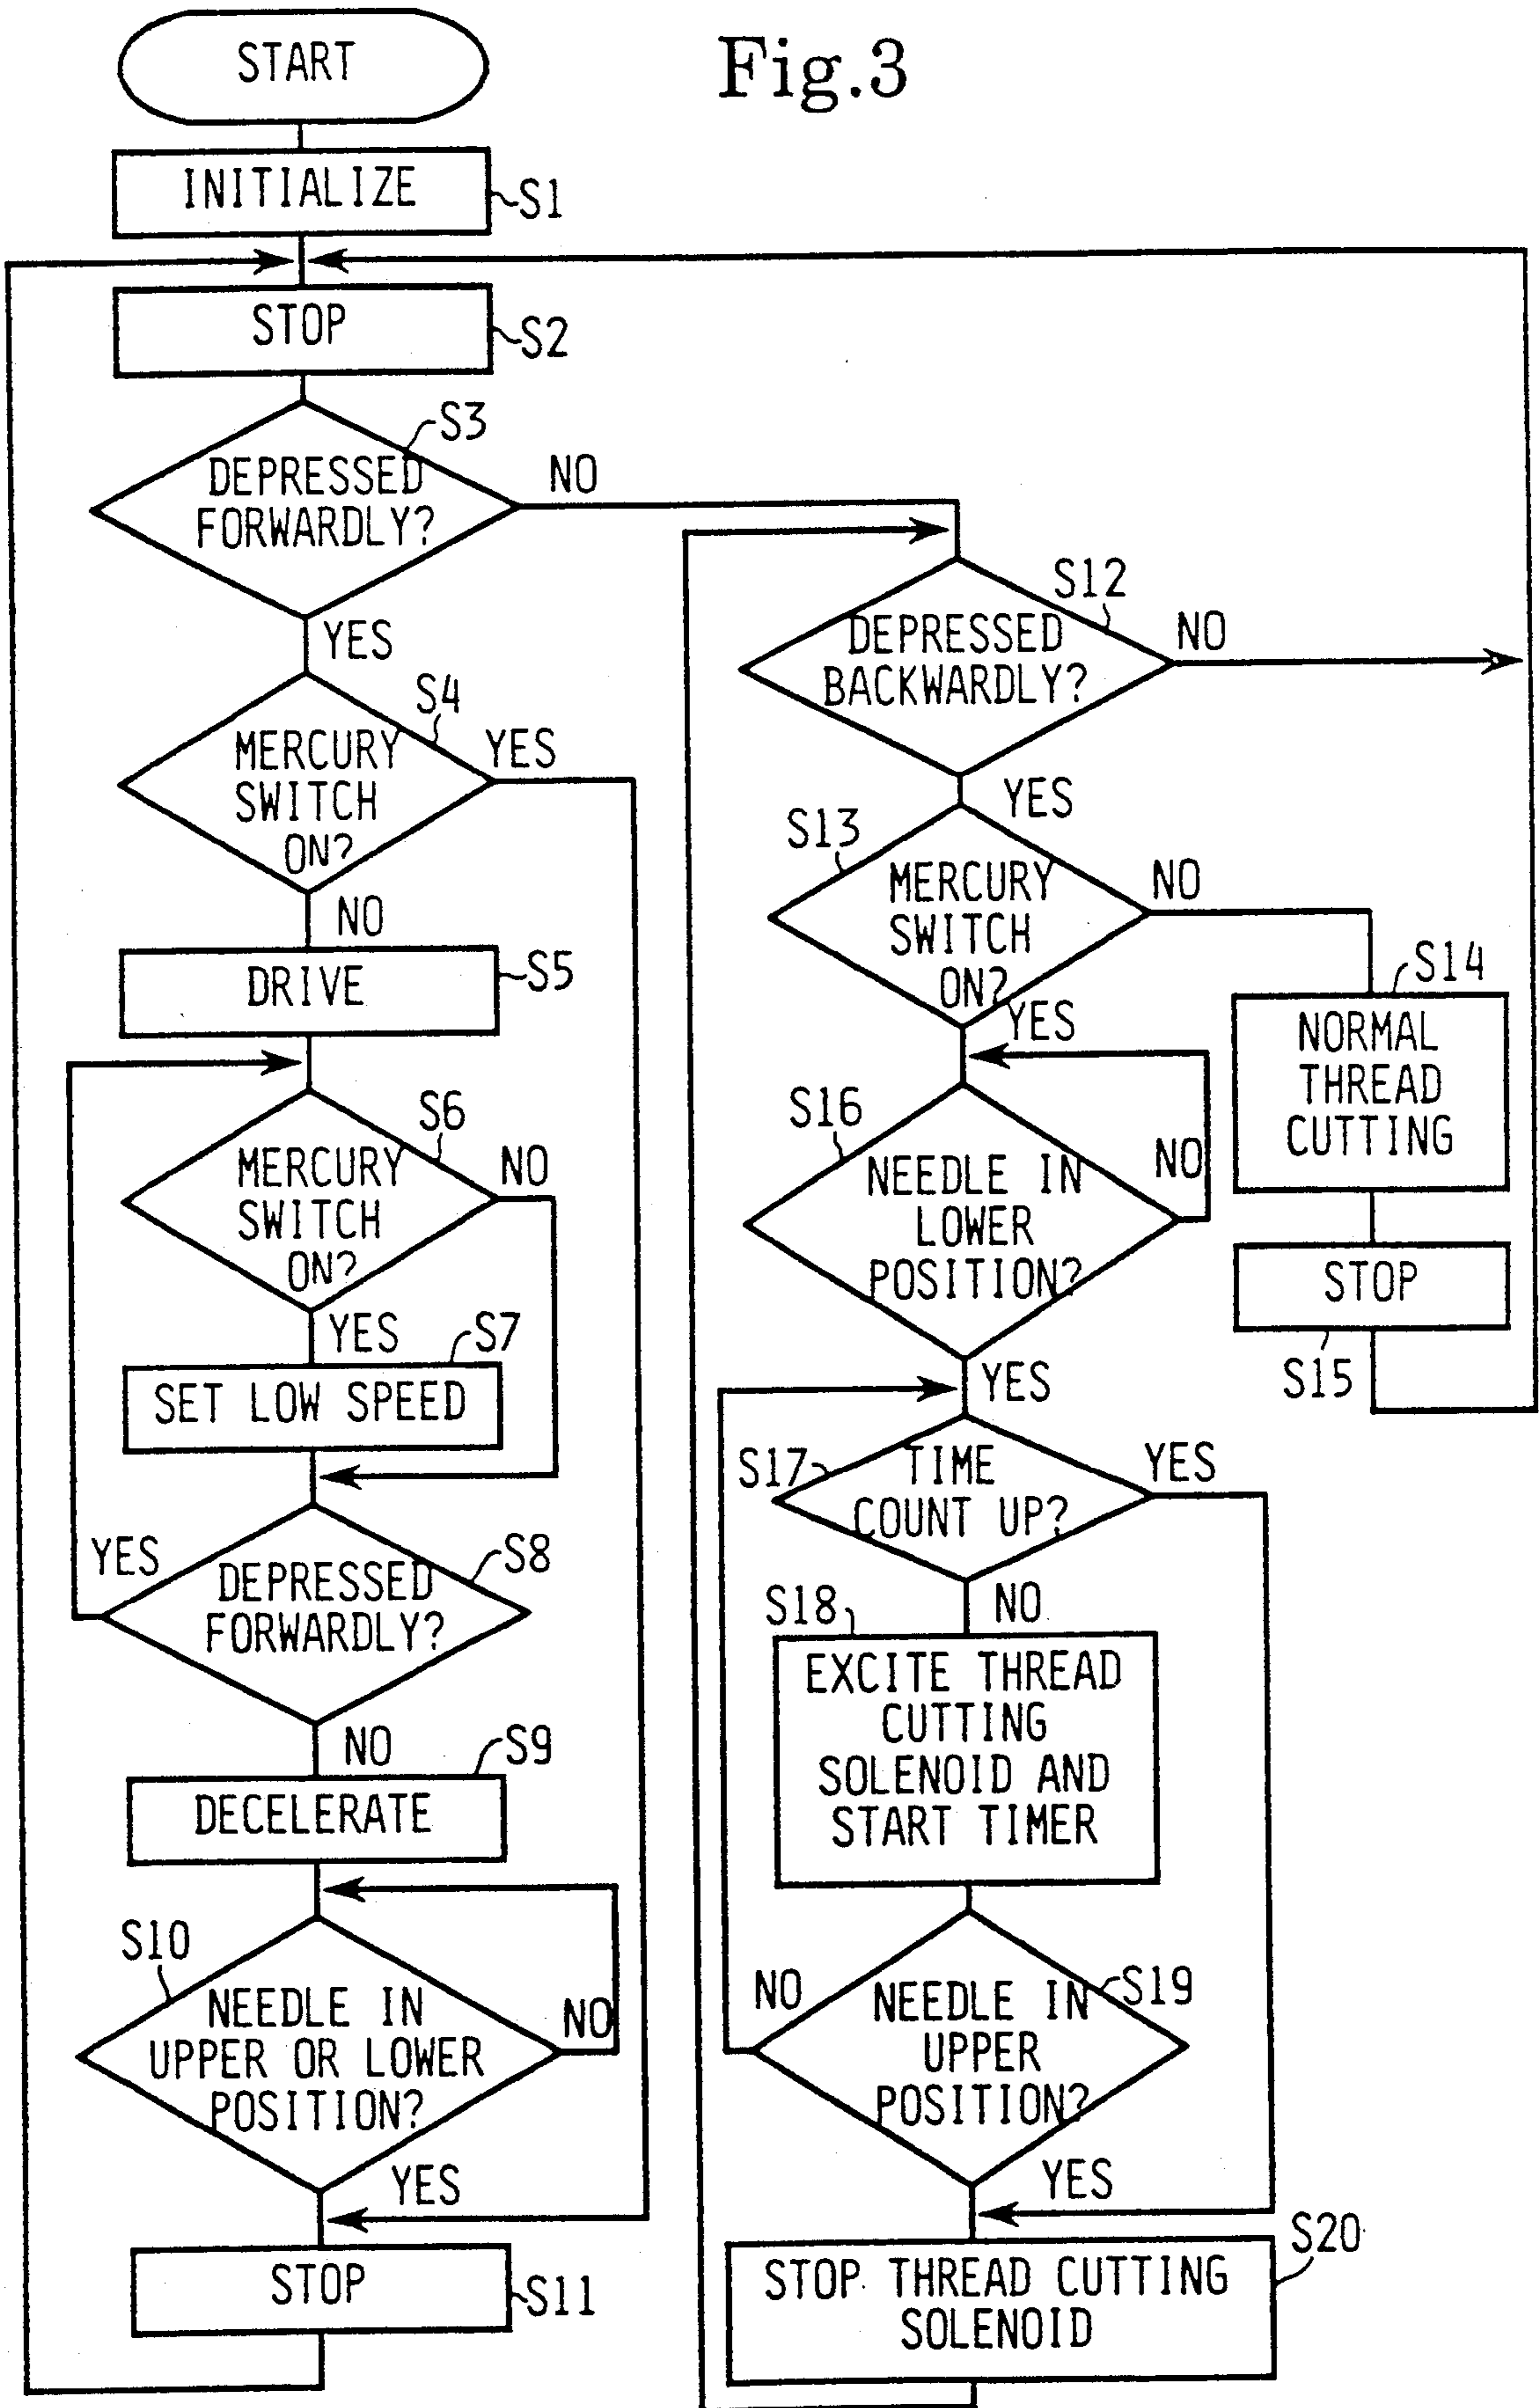 Fig.3
START
INITIALIZE
S1
STOP
S2
S3
DEPRESSED
FORWARDLY?
NO
YES
S4
MERCURY
SWITCH
ON?
YES
NO
DRIVE
S5
S6
MERCURY
SWITCH
ON?
NO
YES
S7
SET LOW SPEED
S8
YES
DEPRESSED
FORWARDLY?
NO
S9
DECELERATE
S10
NEEDLE IN
UPPER OR LOWER
POSITION?
NO
YES
STOP
S11
S12
DEPRESSED
BACKWARDLY?
NO
YES
S13
MERCURY
SWITCH
ON?
NO
YES
S14
NORMAL
THREAD
CUTTING
STOP
S15
S16
NEEDLE IN
LOWER
POSITION?
NO
YES
S17
TIME
COUNT UP?
YES
NO
S18
EXCITE THREAD
CUTTING
SOLENOID AND
START TIMER
S19
NO
NEEDLE IN
UPPER
POSITION?
YES
S20
STOP THREAD CUTTING
SOLENOID